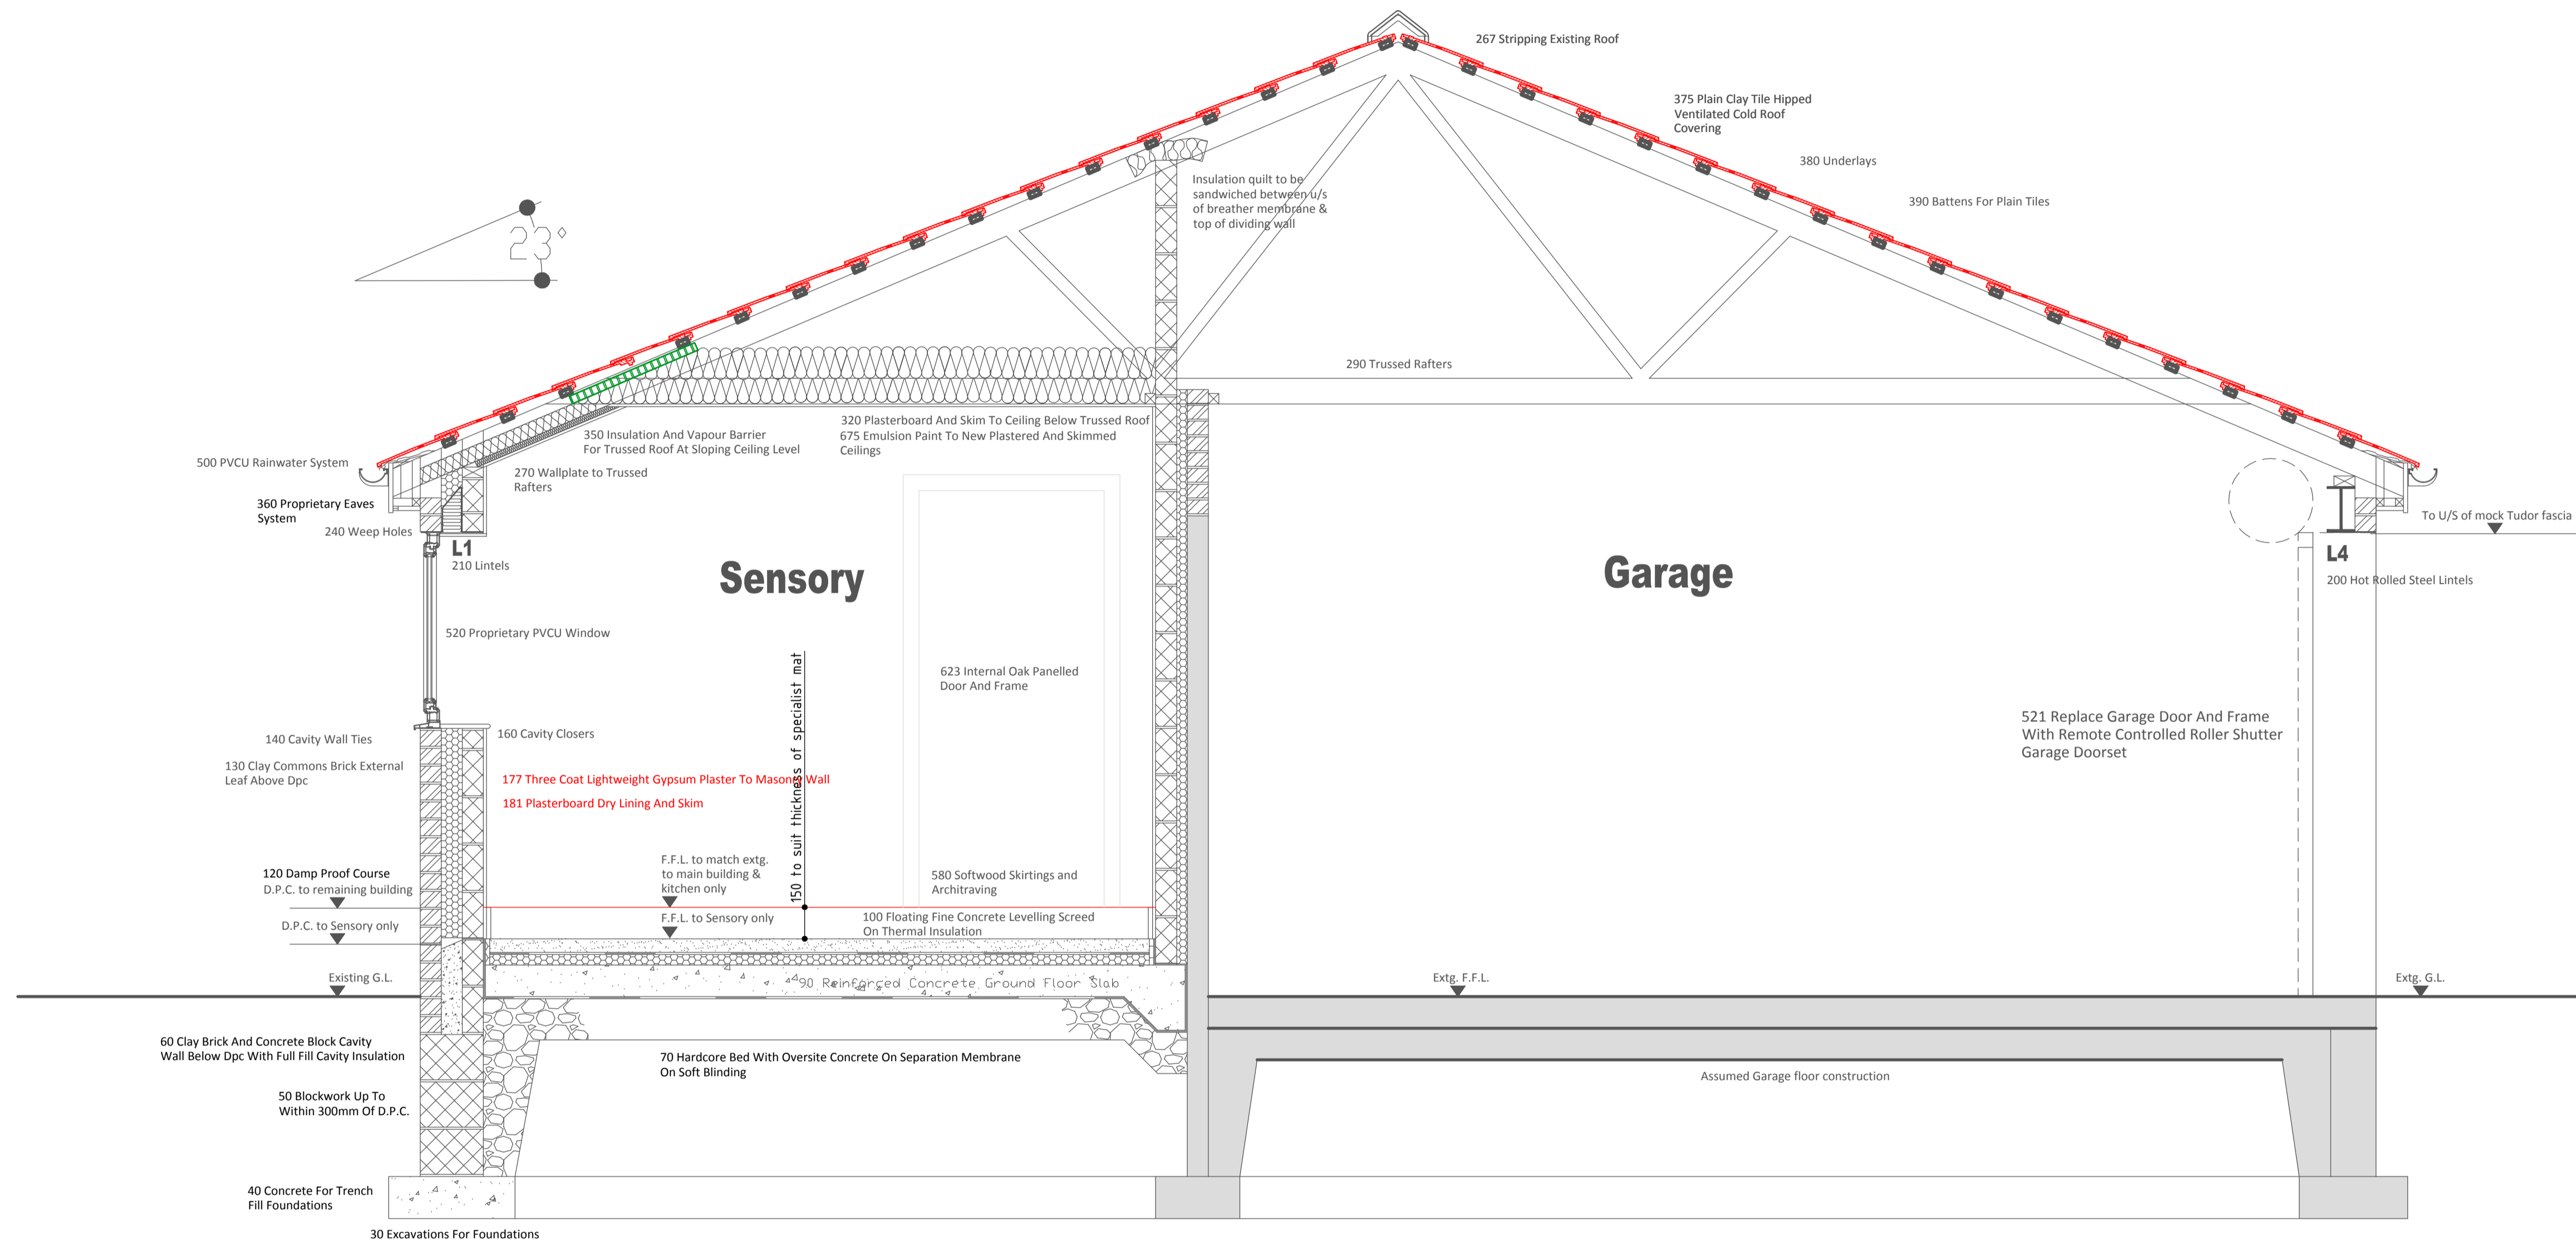 267 Stripping Existing Roof
375 Plain Clay Tile Hipped
Ventilated Cold Roof
Covering
380 Underlays
Insulation quilt to be
sandwiched between u/s
of breather membrane &
top of dividing wall
390 Battens For Plain Tiles
23°
290 Trussed Rafters
320 Plasterboard And Skim To Ceiling Below Trussed Roof
675 Emulsion Paint To New Plastered And Skimmed
Ceilings
350 Insulation And Vapour Barrier
For Trussed Roof At Sloping Ceiling Level
500 PVCU Rainwater System
270 Wallplate to Trussed
Rafters
360 Proprietary Eaves
System
240 Weep Holes
L1
210 Lintels
To U/S of mock Tudor fascia
L4
200 Hot Rolled Steel Lintels
Sensory
Garage
520 Proprietary PVCU Window
623 Internal Oak Panelled
Door And Frame
150 to suit thickness of specialist mat
521 Replace Garage Door And Frame
With Remote Controlled Roller Shutter
Garage Doorset
140 Cavity Wall Ties
160 Cavity Closers
130 Clay Commons Brick External
Leaf Above Dpc
177 Three Coat Lightweight Gypsum Plaster To Masonry Wall
181 Plasterboard Dry Lining And Skim
120 Damp Proof Course
D.P.C. to remaining building
F.F.L. to match extg.
to main building &
kitchen only
580 Softwood Skirtings and
Architraving
D.P.C. to Sensory only
F.F.L. to Sensory only
100 Floating Fine Concrete Levelling Screed
On Thermal Insulation
Existing G.L.
90 Reinforced Concrete Ground Floor Slab
Extg. F.F.L.
Extg. G.L.
60 Clay Brick And Concrete Block Cavity
Wall Below Dpc With Full Fill Cavity Insulation
70 Hardcore Bed With Oversite Concrete On Separation Membrane
On Soft Blinding
Assumed Garage floor construction
50 Blockwork Up To
Within 300mm Of D.P.C.
40 Concrete For Trench
Fill Foundations
30 Excavations For Foundations